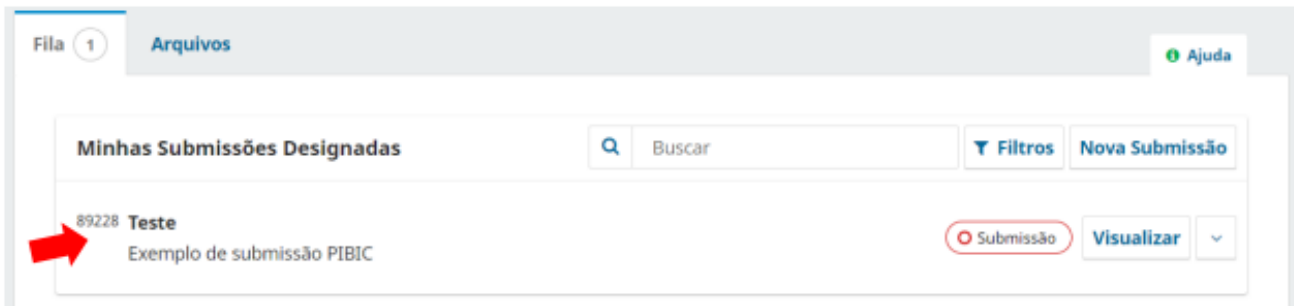 Fila 1 Arquivos
Ajuda
Minhas Submissões Designadas Buscar Filtros Nova Submissão
89228 Teste
Exemplo de submissão PIBIC
Submissão Visualizar